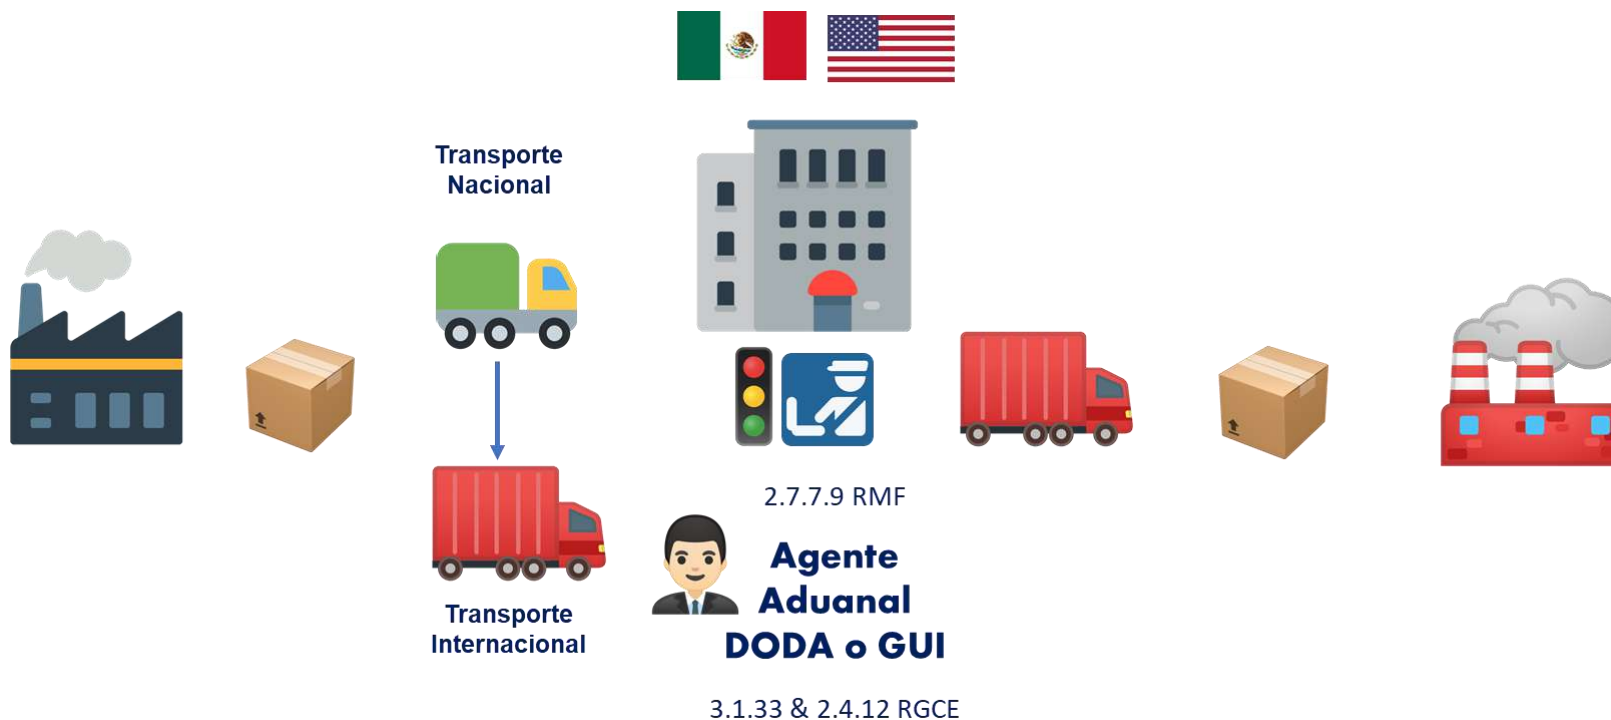 Transporte
Nacional
2.7.7.9 RMF
Agente
Aduanal
DODA o GUI
Transporte
Internacional
3.1.33 & 2.4.12 RGCE